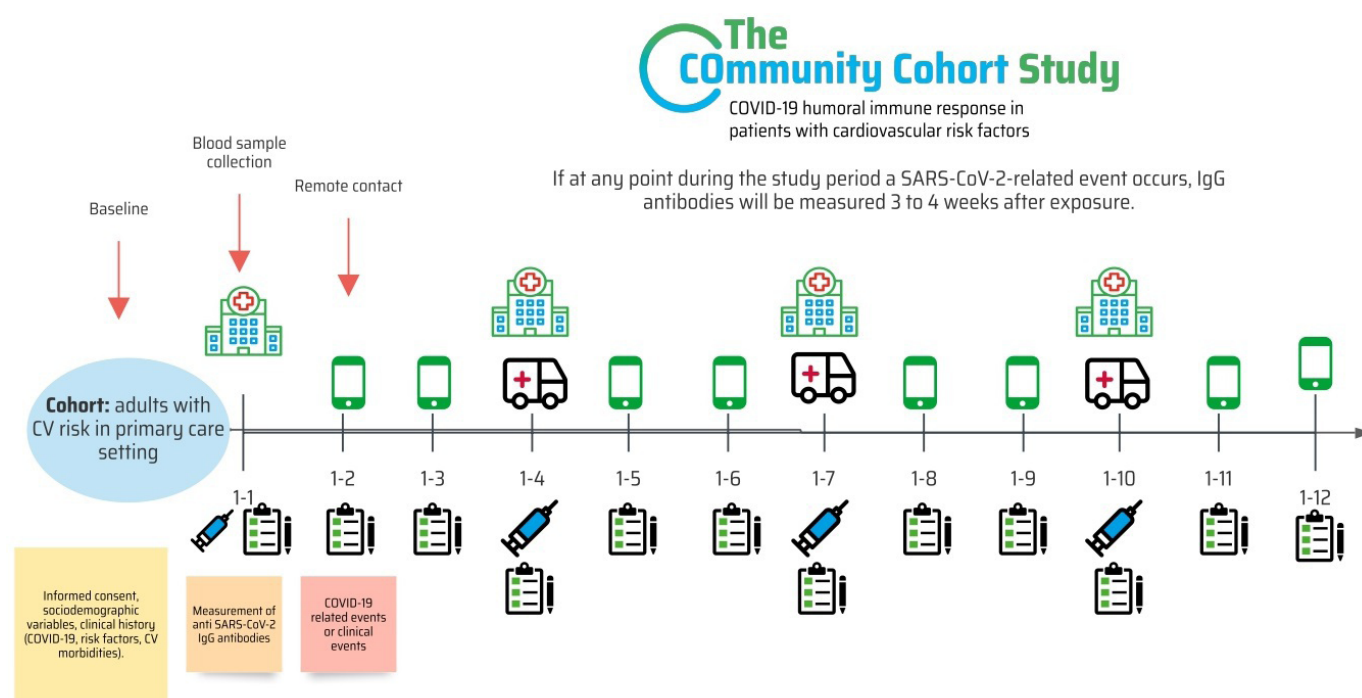 The
COmmunity Cohort Study
COVID-19 humoral immune response in
patients with cardiovascular risk factors
If at any point during the study period a SARS-CoV-2-related event occurs, IgG
antibodies will be measured 3 to 4 weeks after exposure.
Baseline
Blood sample
collection
Remote contact
Cohort: adults with
CV risk in primary care
setting
1-1
1-2
1-3
1-4
1-5
1-6
1-7
1-8
1-9
1-10
1-11
1-12
Informed consent,
sociodemographic
variables, clinical history
(COVID-19, risk factors, CV
morbidities).
Measurement of
anti SARS-CoV-2
IgG antibodies
COVID-19
related events
or clinical
events